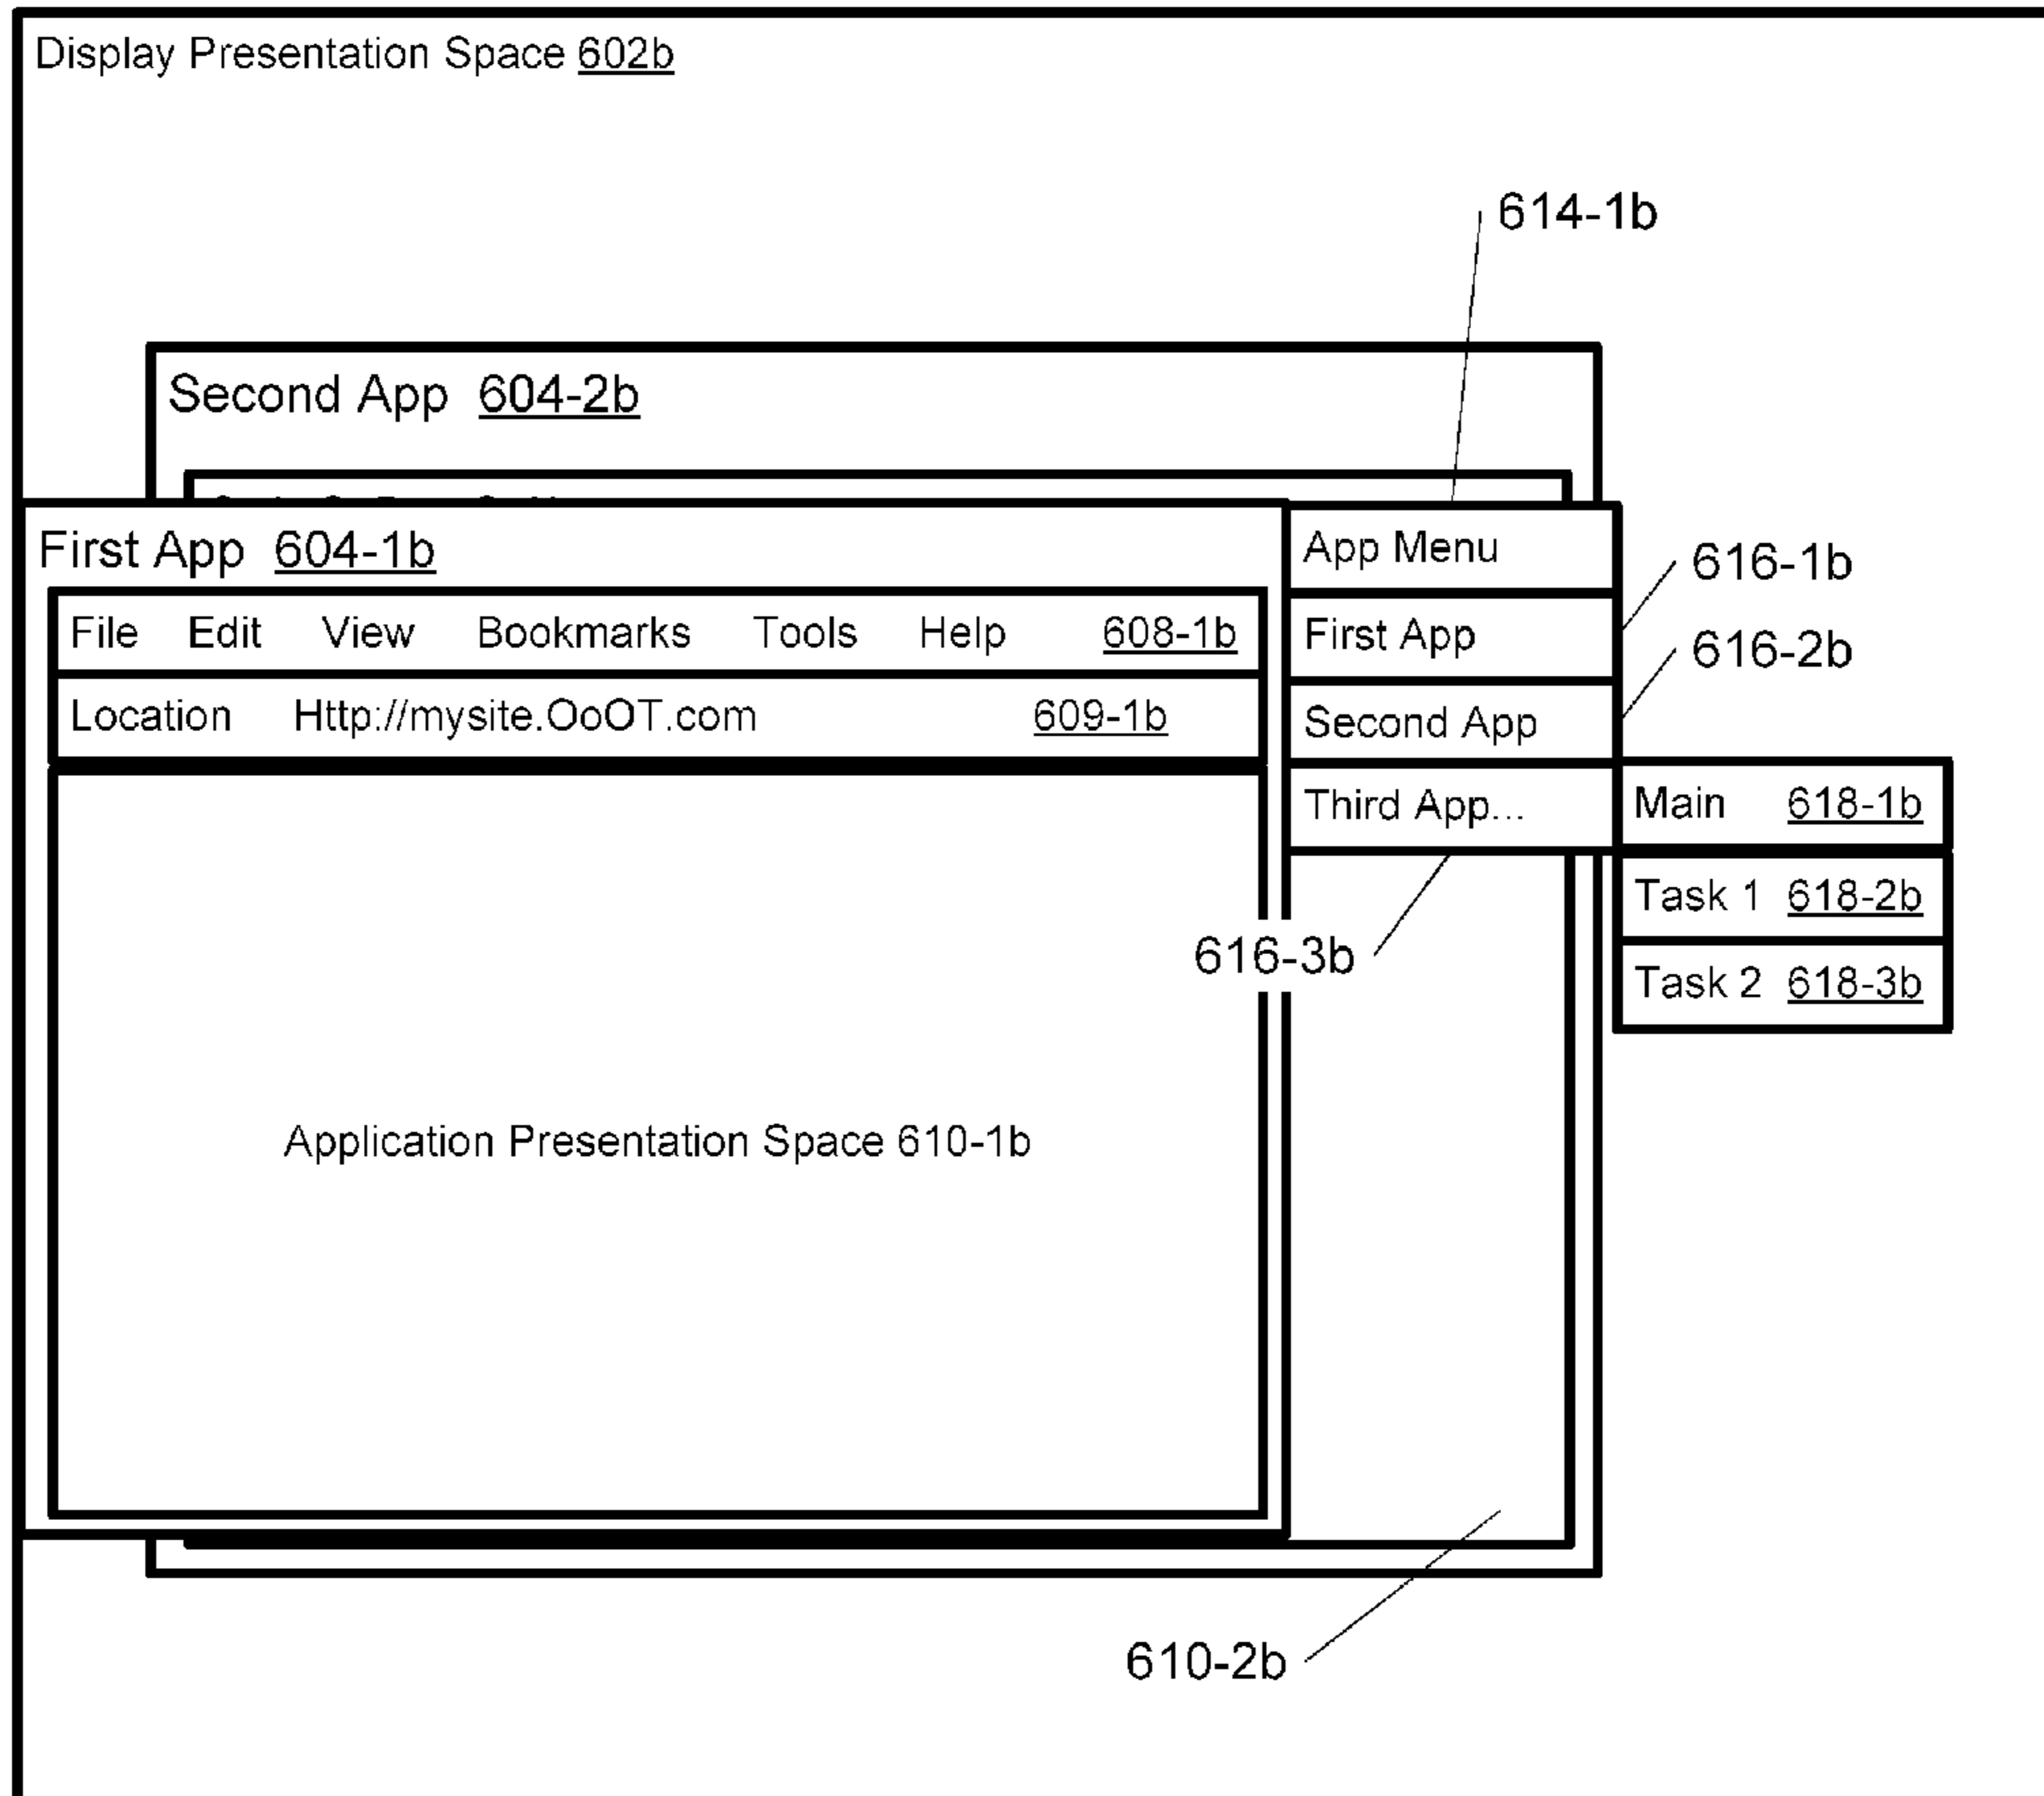 Display Presentation Space 602b
614-1b
Second App 604-2b
First App 604-1b
App Menu
616-1b
File Edit View Bookmarks Tools Help 608-1b
First App
616-2b
Location Http://mysite.OoOT.com 609-1b
Second App
Third App...
Main 618-1b
Task 1 618-2b
616-3b
Task 2 618-3b
Application Presentation Space 610-1b
610-2b